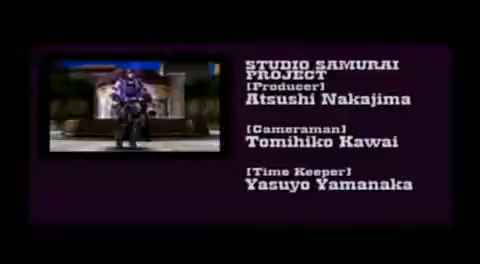 STUDIO SAMURAI
PROJECT
[Producer]
Atsushi Nakajima
[Cameraman]
Tomihiko Kawai
[Time Keeper]
Yasuyo Yamanaka